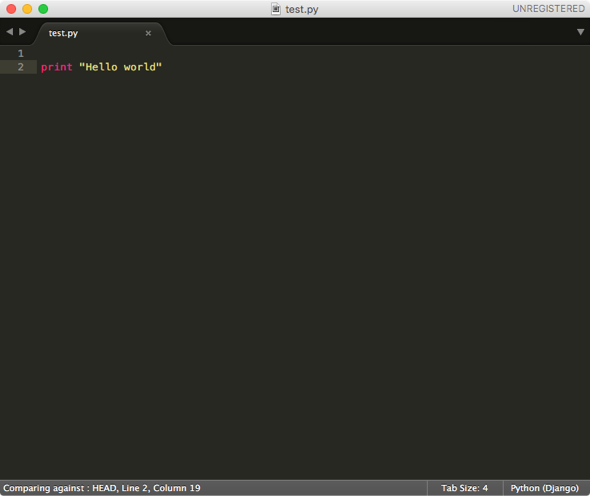 test.py
UNREGISTERED
test.py
1
2 print "Hello world"
Comparing against : HEAD, Line 2, Column 19
Tab Size: 4
Python (Django)